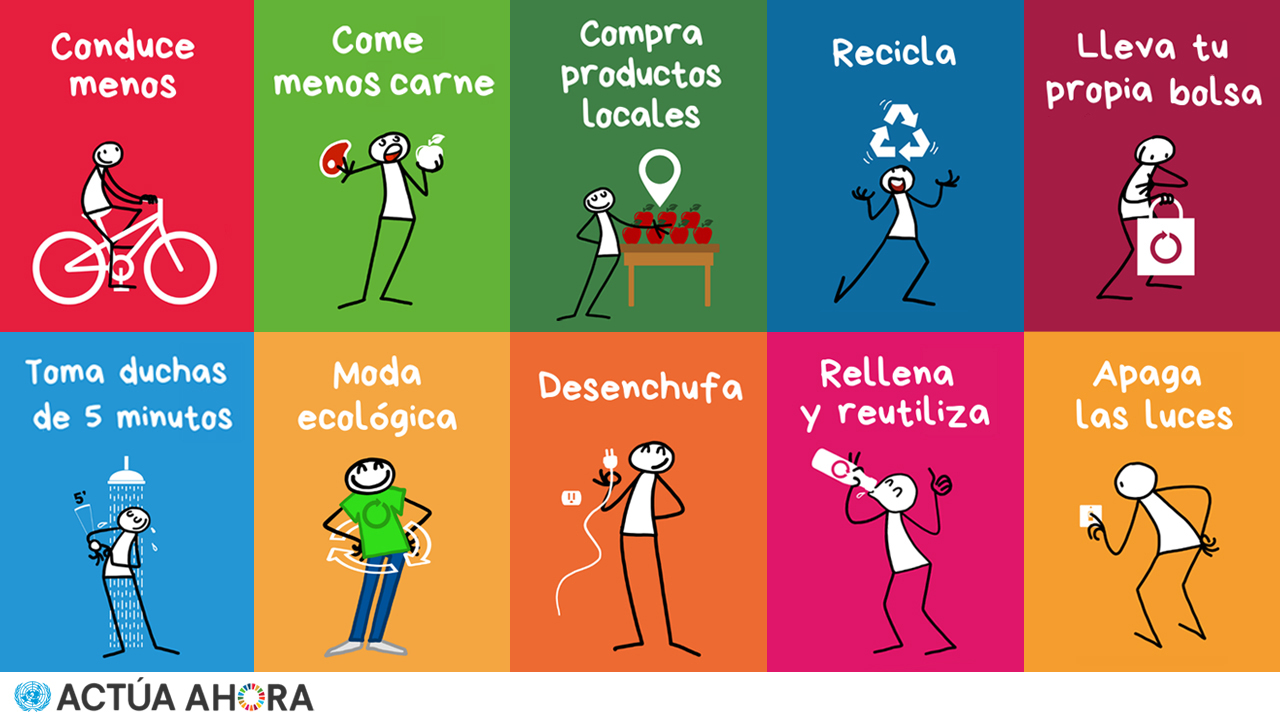 Conduce
menos
Come
menos carne
Compra
productos
locales
Recicla
Lleva tu
propia bolsa
Toma duchas
de 5 minutos
5'
Moda
ecológica
Desenchufa
Rellena
y reutiliza
Apaga
las luces
ACTÚA AHORA